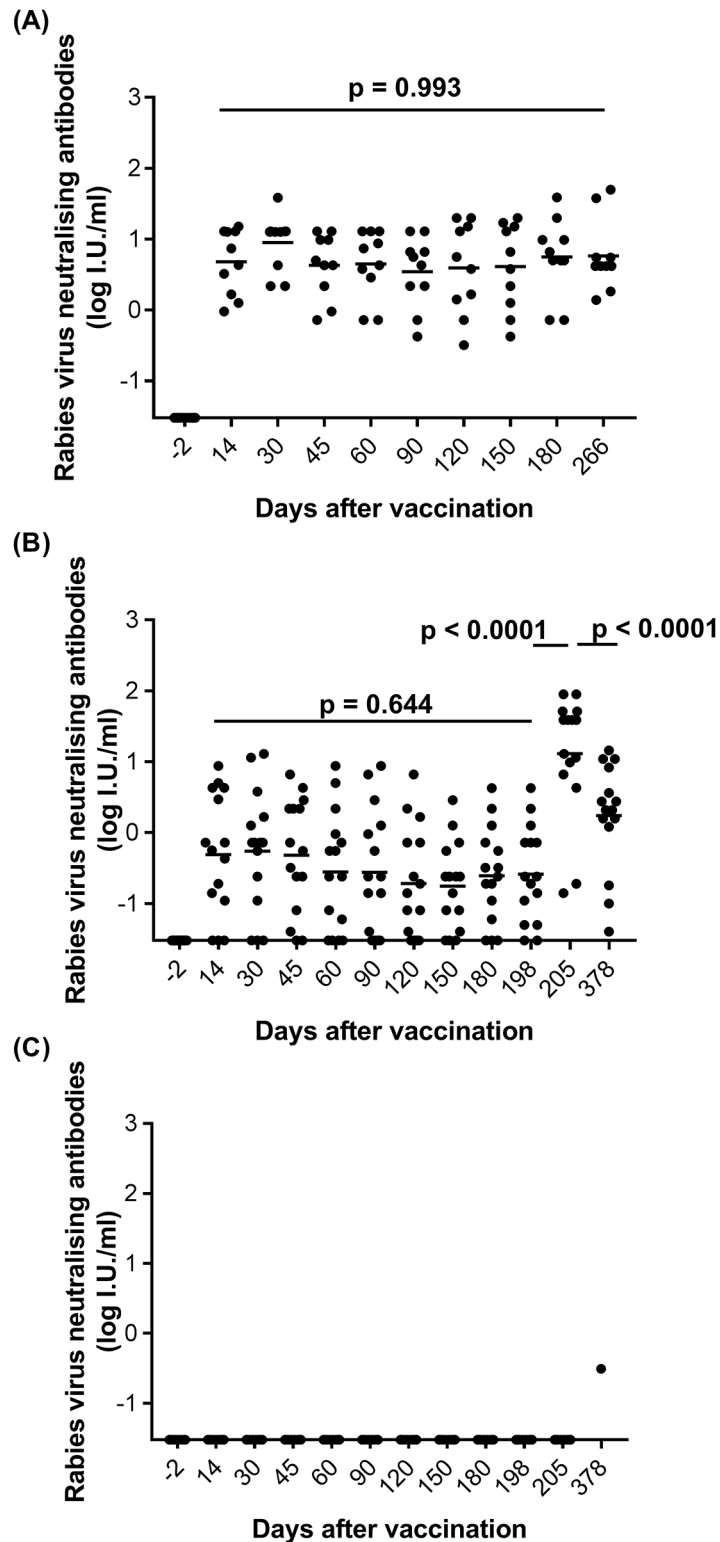 (A)
Rabies virus neutralising antibodies
(log I.U./ml)
p = 0.993
3
2
1
0
-1
-2 14 30 45 60 90 120 150 180 266
Days after vaccination
(B)
Rabies virus neutralising antibodies
(log I.U./ml)
3
p < 0.0001 p < 0.0001
2
p = 0.644
1
0
-1
-2 14 30 45 60 90 120 150 180 198 205 378
Days after vaccination
(C)
Rabies virus neutralising antibodies
(log I.U./ml)
3
2
1
0
-1
-2 14 30 45 60 90 120 150 180 198 205 378
Days after vaccination